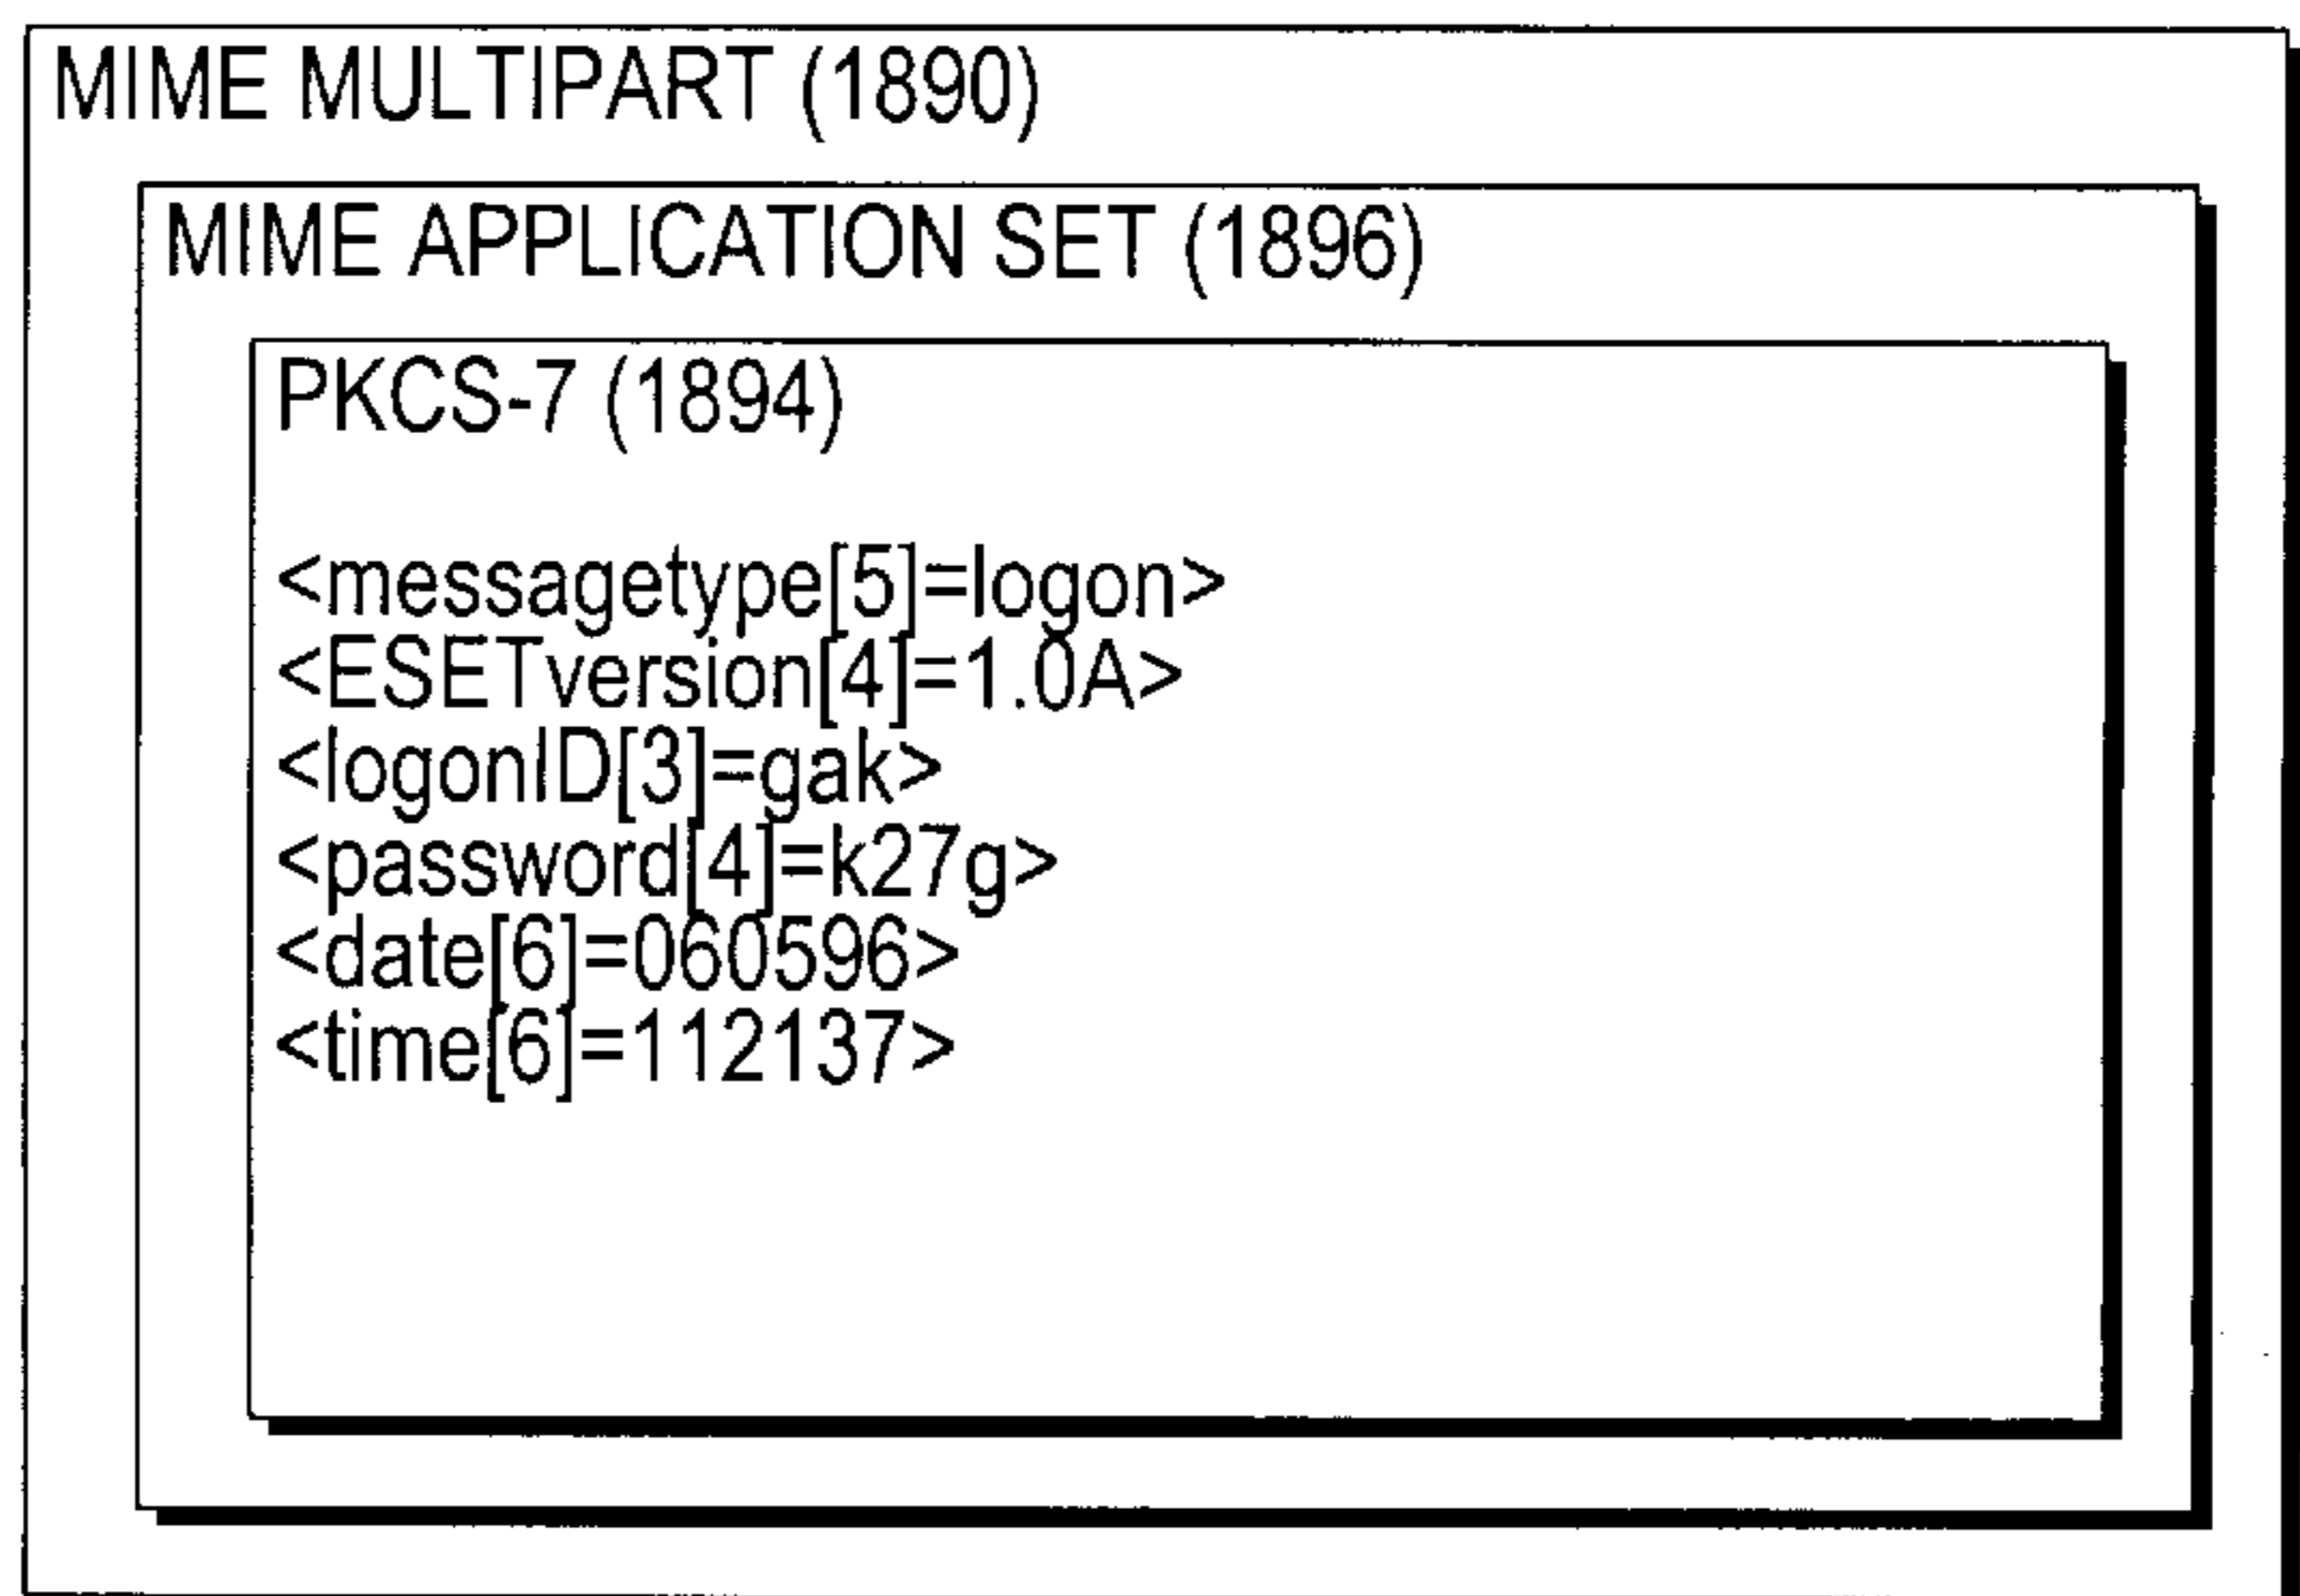 MIME MULTIPART (1890)
MIME APPLICATION SET (1896)
PKCS-7 (1894)
<messagetype[5]=logon>
<ESETversion[4]=1.0A>
<logonID[3]=gak>
<password[4]=k27g>
<date[6]=060596>
<time[6]=112137>